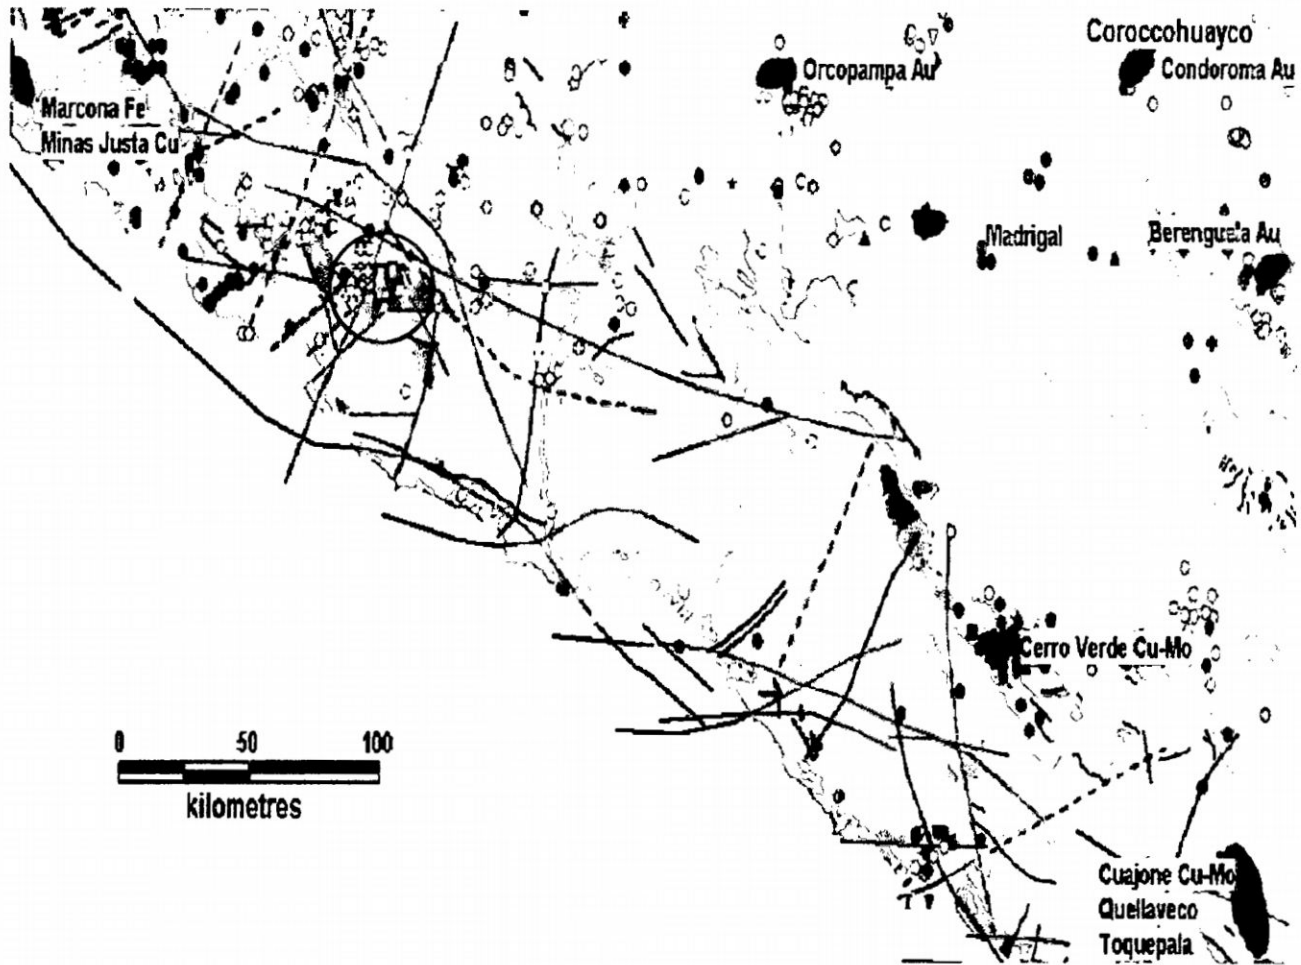 Coroccohuayco
Orcopampa Au
Condoroma Au
Marcona Fe
Minas Justa Cu
Madrigal
Berenguela Au
Cerro Verde Cu-Mo
0 50 100
kilometres
Cuajone Cu-Mo
Quellaveco
Toquepala